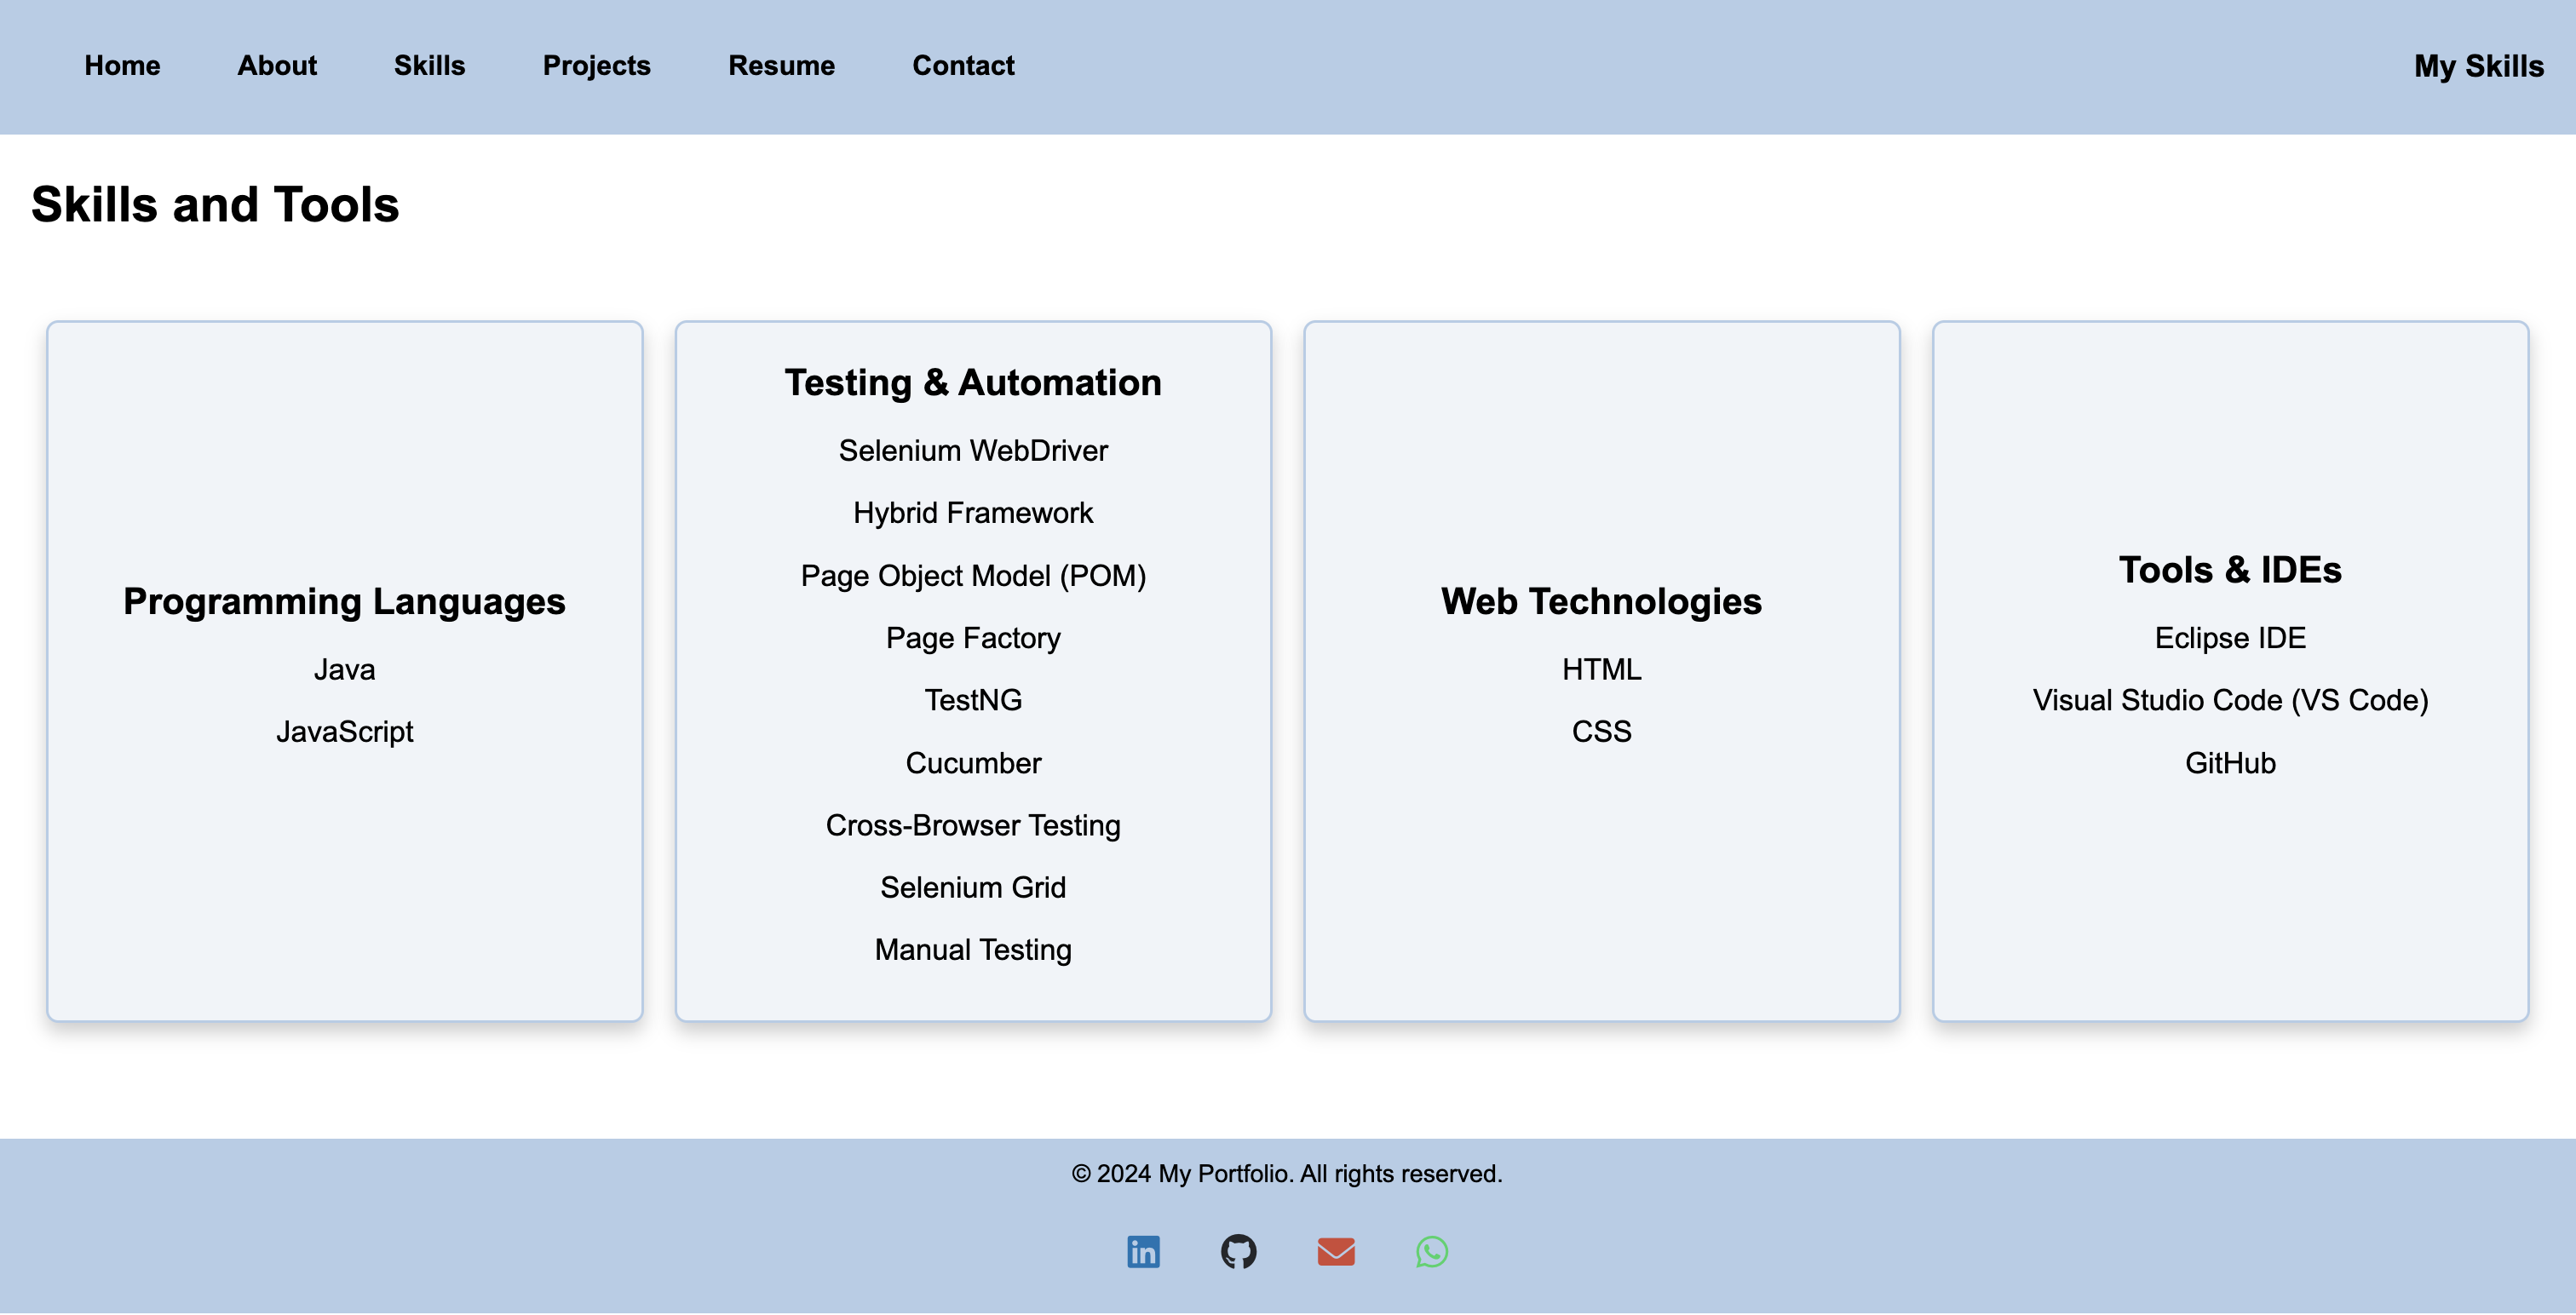 Home
About
Skills
Projects
Resume
Contact
My Skills
Skills and Tools
Programming Languages
Java
JavaScript
Testing & Automation
Selenium WebDriver
Hybrid Framework
Page Object Model (POM)
Page Factory
TestNG
Cucumber
Cross-Browser Testing
Selenium Grid
Manual Testing
Web Technologies
HTML
CSS
Tools & IDEs
Eclipse IDE
Visual Studio Code (VS Code)
GitHub
© 2024 My Portfolio. All rights reserved.
in